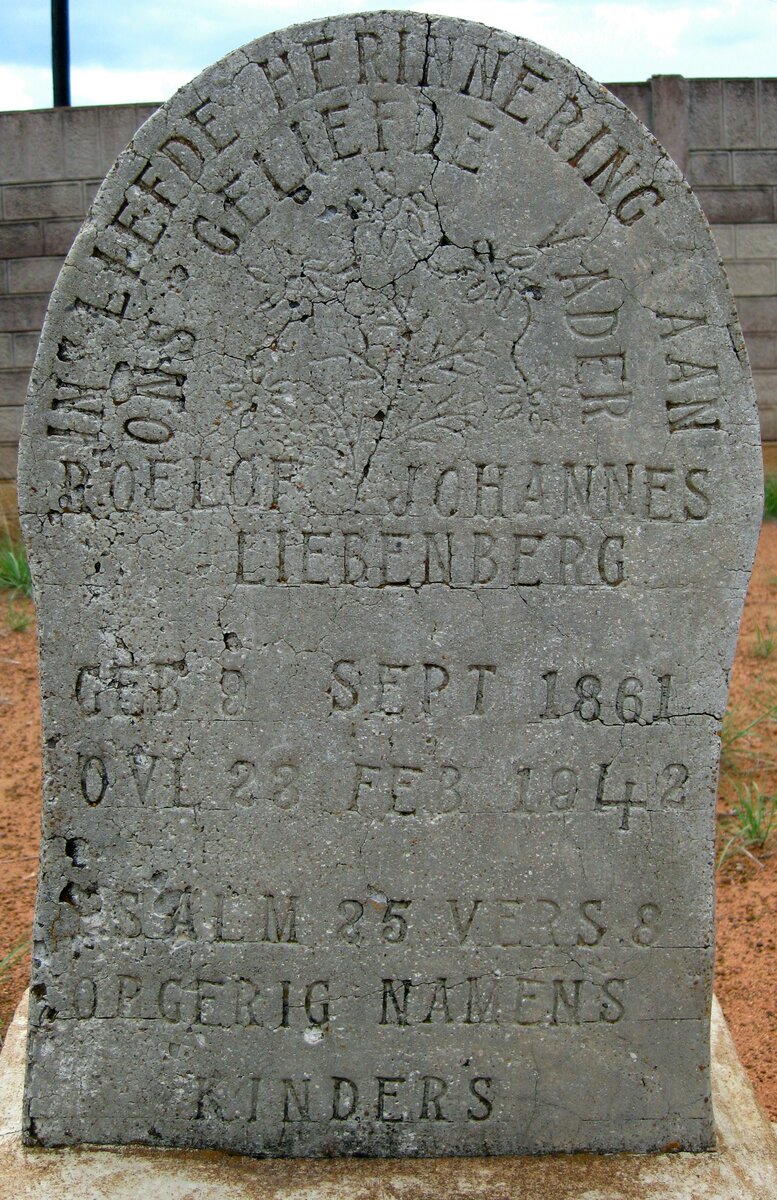 IN LIEFDE HERINNERING AAN
ONS GELIEFDE VADER
ROELOF JOHANNES
LIEBENBERG
GEB 9 SEPT 1861
OVL 28 FEB 1942
PSALM 25 VERS 8
OPGERIG NAMENS
KINDERS